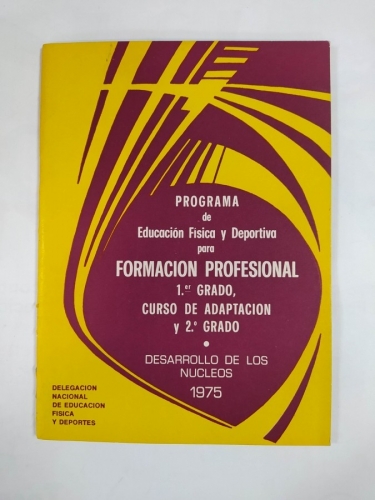 PROGRAMA
de
Educación Física y Deportiva
para
FORMACION PROFESIONAL
1.er GRADO,
CURSO DE ADAPTACION
y 2.º GRADO
•
DESARROLLO DE LOS
NUCLEOS
1975
DELEGACION
NACIONAL
DE EDUCACION
FISICA
Y DEPORTES